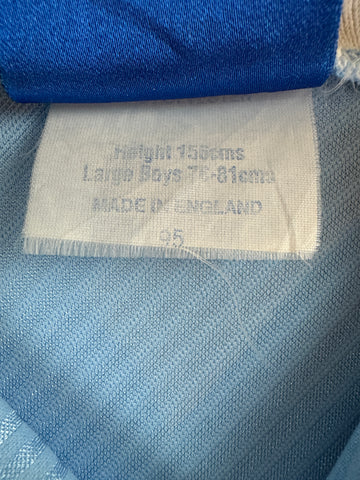 Height 158cms
Large Boys 76-81cms
MADE IN ENGLAND
95